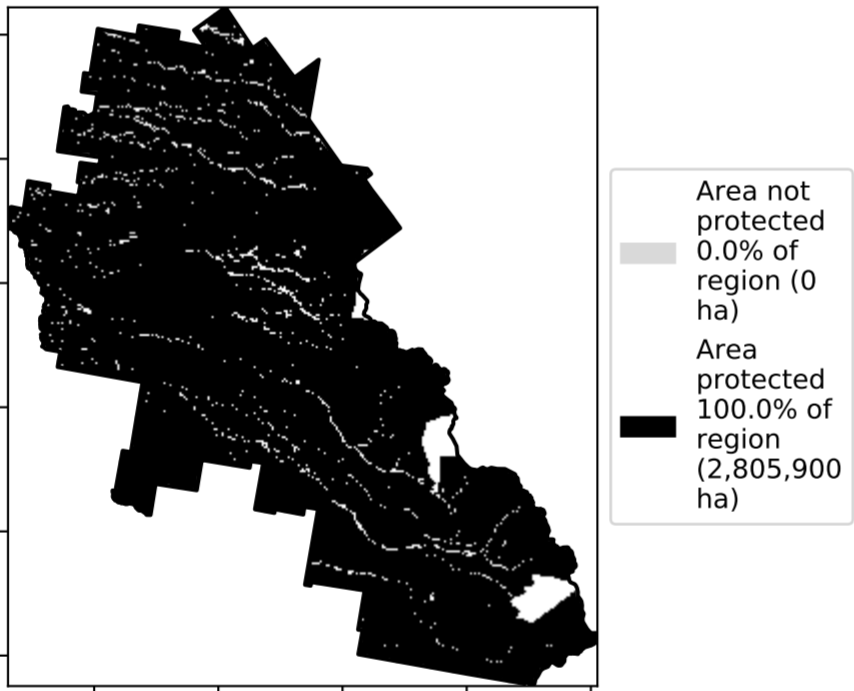 Area not
protected
0.0% of
region (0
ha)
Area
protected
100.0% of
region
(2,805,900
ha)